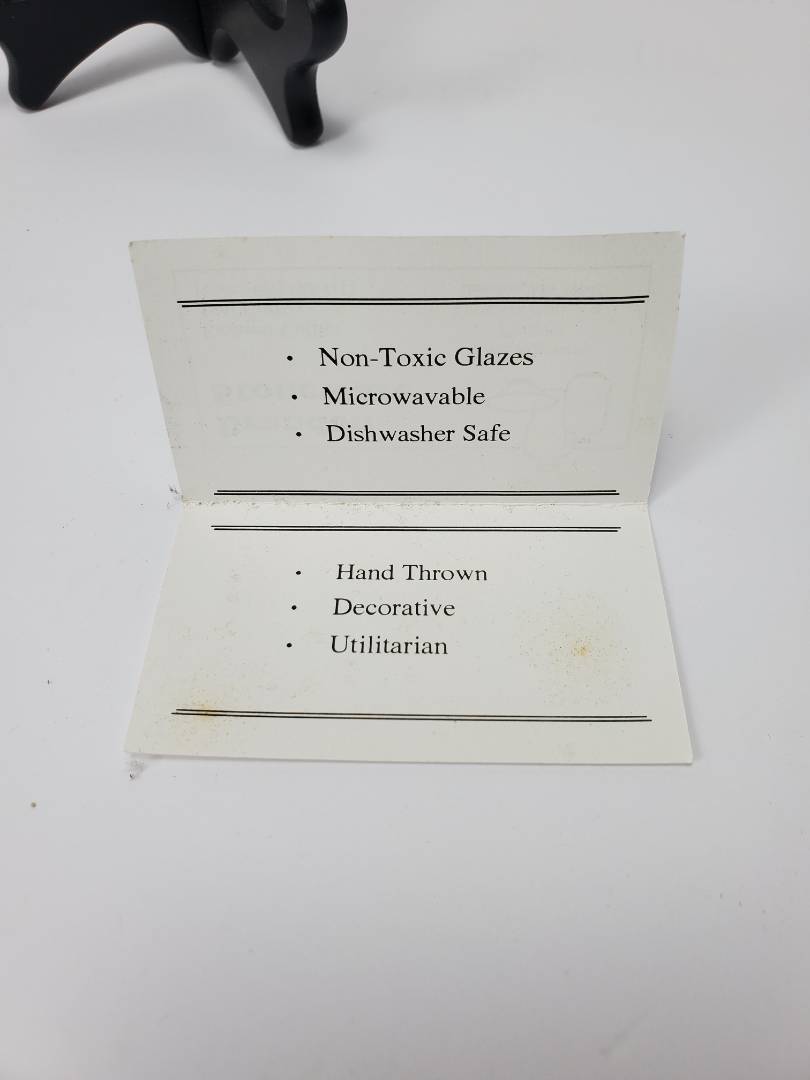 • Non-Toxic Glazes
• Microwavable
• Dishwasher Safe
• Hand Thrown
• Decorative
• Utilitarian